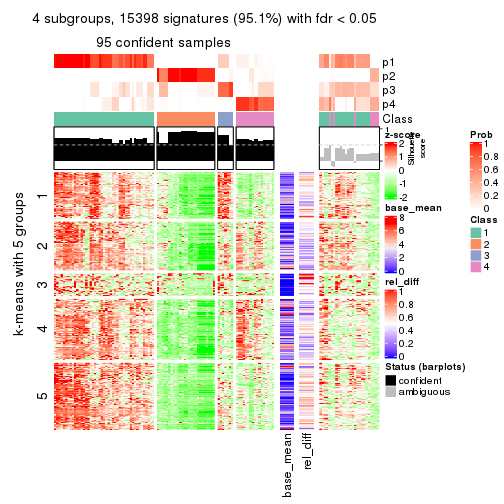 4 subgroups, 15398 signatures (95.1%) with fdr < 0.05
95 confident samples
p1
p2
p3
p4
Class
1
Silhouette
score
k-means with 5 groups
1
2
3
4
5
base_mean
rel_diff
z-score
2
1
0
-1
-2
base_mean
8
6
4
2
0
rel_diff
1
0.8
0.6
0.4
0.2
0
Status (barplots)
confident
ambiguous
Prob
1
0.8
0.6
0.4
0.2
0
Class
1
2
3
4